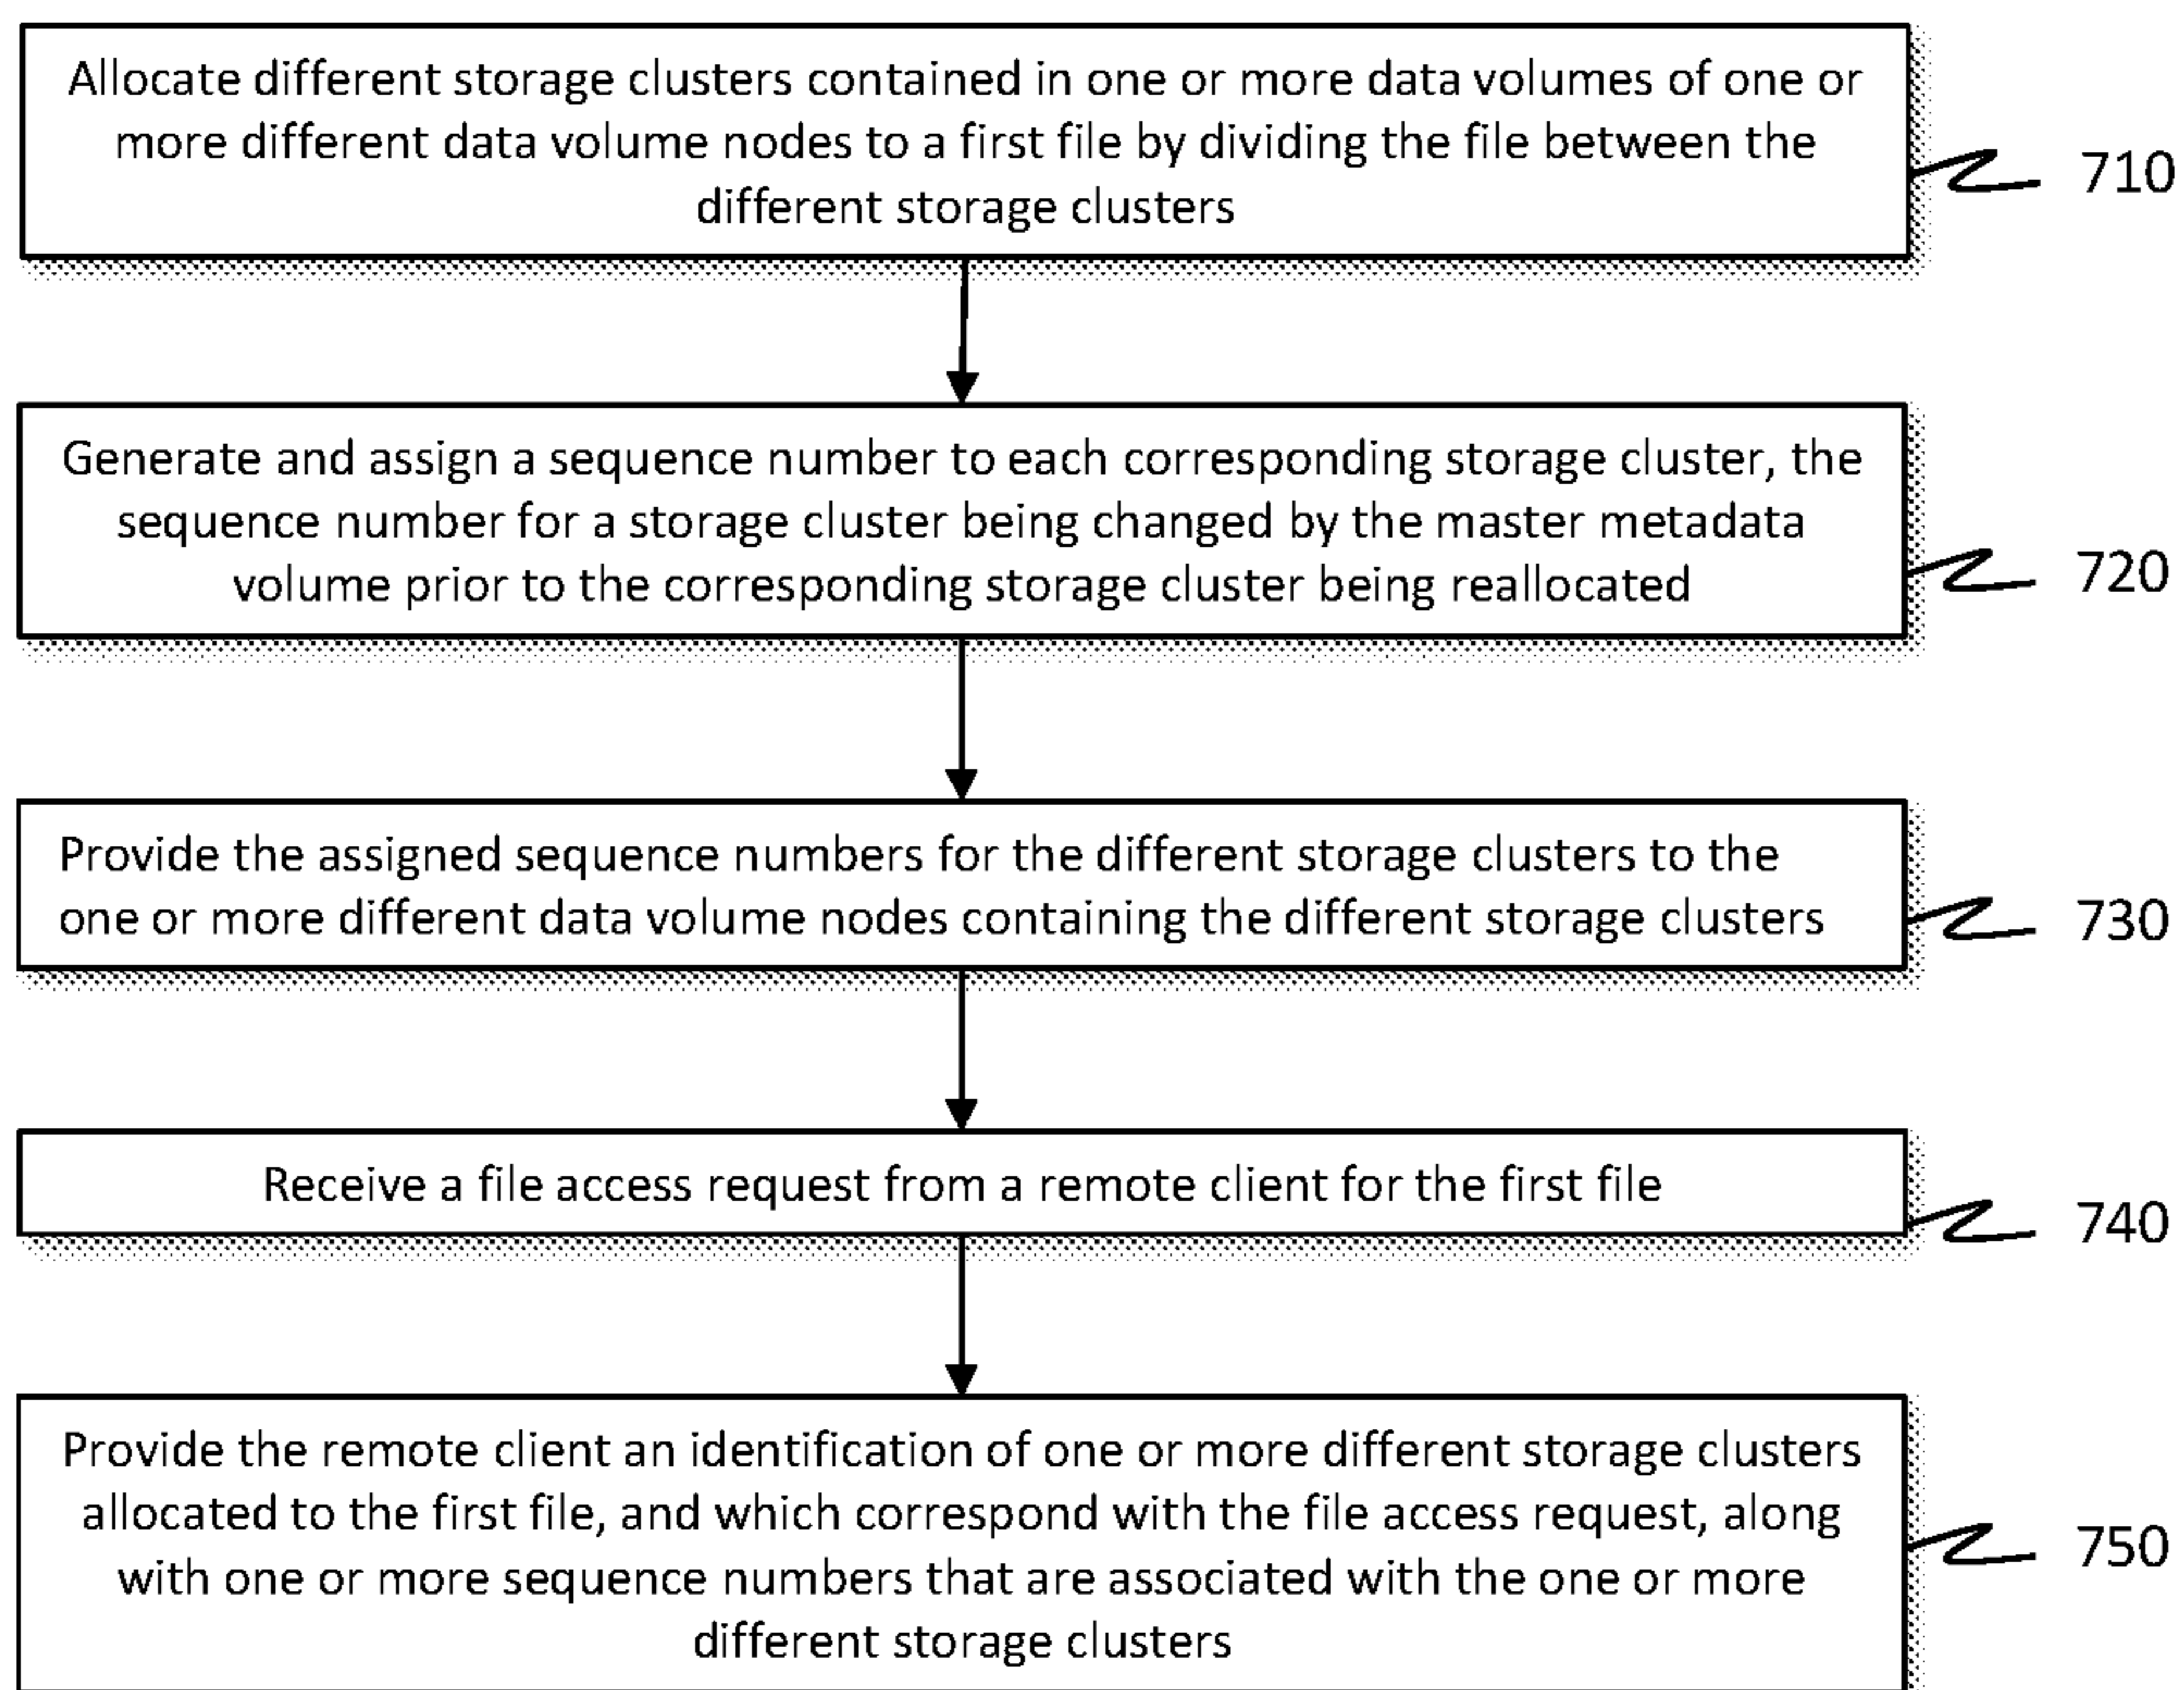 Allocate different storage clusters contained in one or more data volumes of one or
more different data volume nodes to a first file by dividing the file between the
different storage clusters
710
Generate and assign a sequence number to each corresponding storage cluster, the
sequence number for a storage cluster being changed by the master metadata
volume prior to the corresponding storage cluster being reallocated
720
Provide the assigned sequence numbers for the different storage clusters to the
one or more different data volume nodes containing the different storage clusters
730
Receive a file access request from a remote client for the first file
740
Provide the remote client an identification of one or more different storage clusters
allocated to the first file, and which correspond with the file access request, along
with one or more sequence numbers that are associated with the one or more
different storage clusters
750